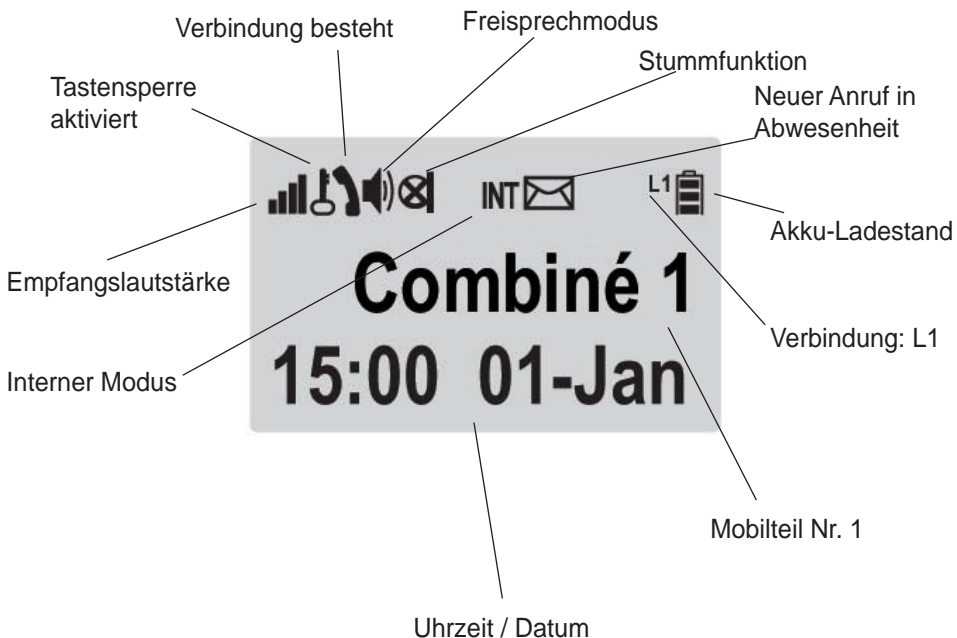 Verbindung besteht
Freisprechmodus
Stummfunktion
Tastensperre
aktiviert
Neuer Anruf in
Abwesenheit
INT
L1
Akku-Ladestand
Empfangslautstärke
Combiné 1
Verbindung: L1
Interner Modus
15:00 01-Jan
Mobilteil Nr. 1
Uhrzeit / Datum